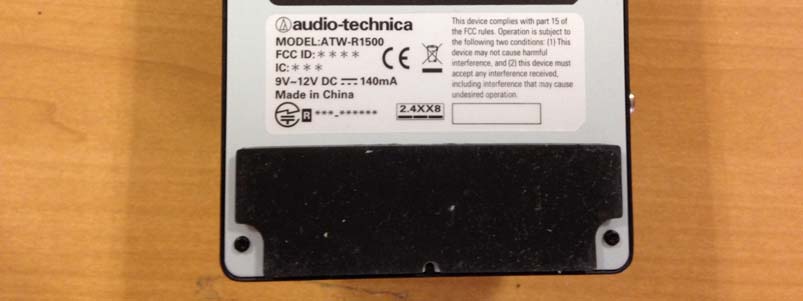 audio-technica
MODEL:ATW-R1500
FCC ID:＊＊＊＊
IC:＊＊＊
9V~12V DC ⎓ 140mA
Made in China
R ***-******
CE
2.4XX8
This device complies with part 15 of
the FCC rules. Operation is subject to
the following two conditions: (1) This
device may not cause harmful
interference, and (2) this device must
accept any interference received,
including interference that may cause
undesired operation.